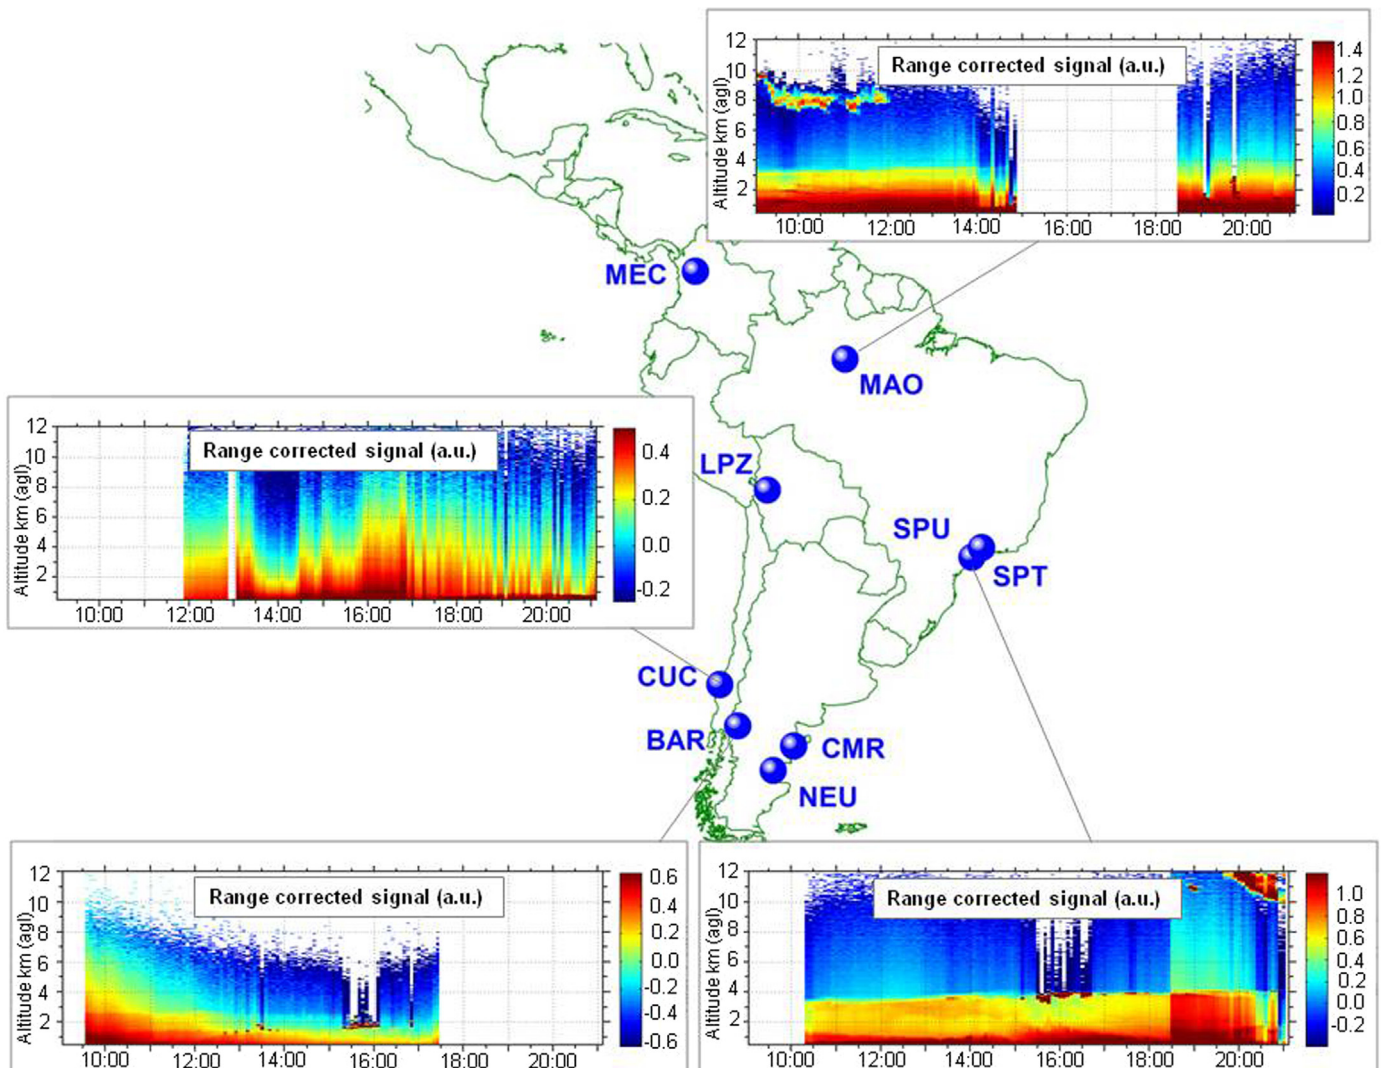 Range corrected signal (a.u.)
Altitude km (agl)
12
10
8
6
4
2
10:00 12:00 14:00 16:00 18:00 20:00
1.4
1.2
1.0
0.8
0.6
0.4
0.2
MEC
MAO
Range corrected signal (a.u.)
Altitude km (agl)
12
10
8
6
4
2
10:00 12:00 14:00 16:00 18:00 20:00
0.4
0.2
0.0
-0.2
LPZ
SPU
SPT
CUC
BAR
CMR
NEU
Range corrected signal (a.u.)
Altitude km (agl)
12
10
8
6
4
2
10:00 12:00 14:00 16:00 18:00 20:00
0.6
0.4
0.2
-0.0
-0.2
-0.4
-0.6
Range corrected signal (a.u.)
Altitude km (agl)
12
10
8
6
4
2
10:00 12:00 14:00 16:00 18:00 20:00
1.0
0.8
0.6
0.4
0.2
0.0
-0.2